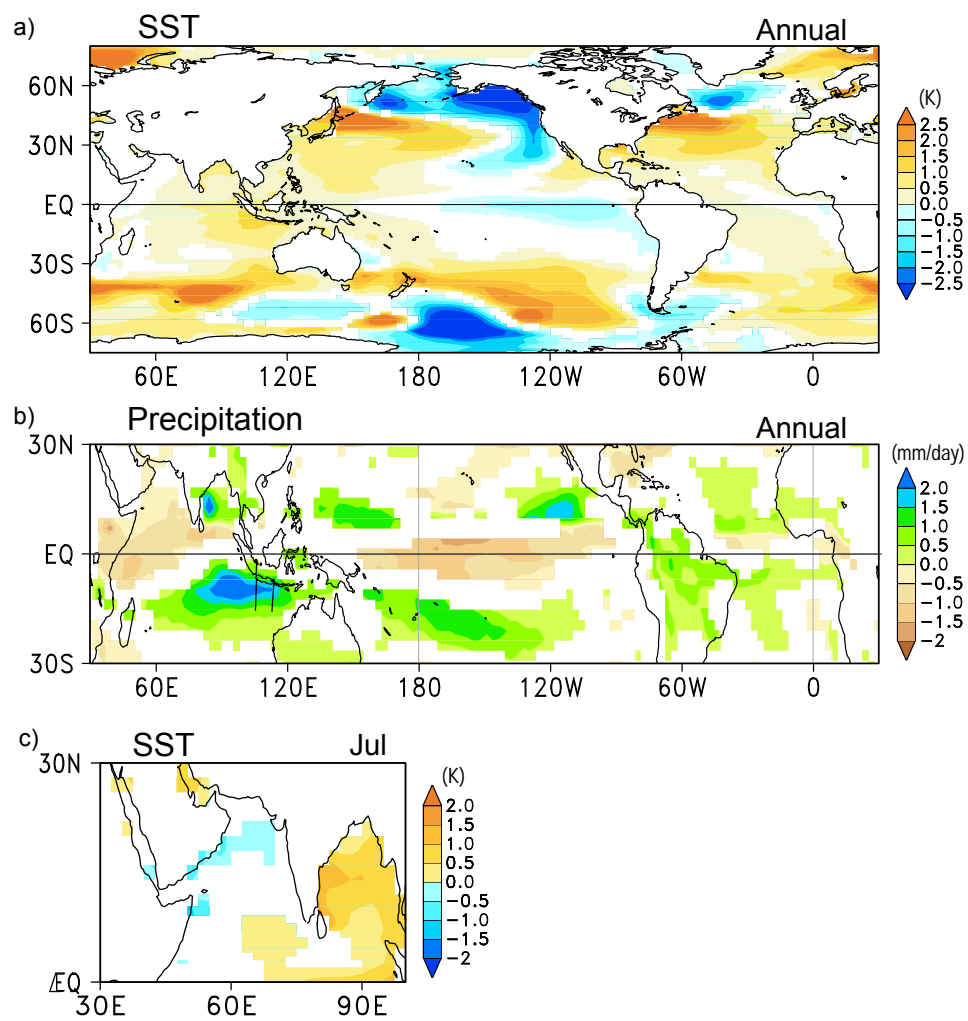 a) SST Annual
60N
30N
EQ
30S
60S
60E 120E 180 120W 60W 0
(K)
2.5
2.0
1.5
1.0
0.5
0.0
−0.5
−1.0
−1.5
−2.0
−2.5
b) Precipitation Annual
30N
EQ
30S
60E 120E 180 120W 60W 0
(mm/day)
2.0
1.5
1.0
0.5
0.0
−0.5
−1.0
−1.5
−2
c) SST Jul
30N
EQ
30E 60E 90E
(K)
2.0
1.5
1.0
0.5
0.0
−0.5
−1.0
−1.5
−2